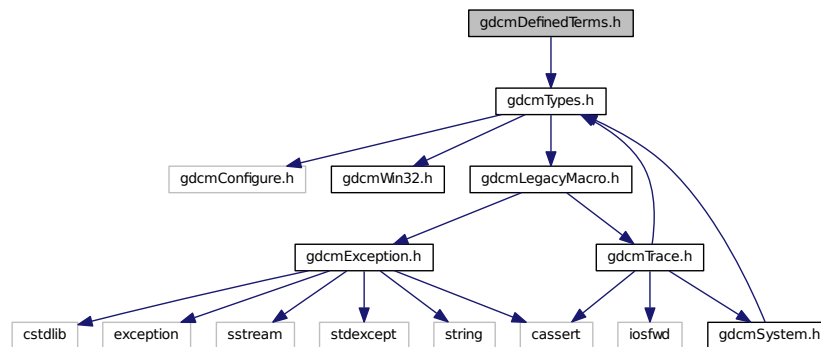 gdcmDefinedTerms.h
gdcmTypes.h
gdcmConfigure.h
gdcmWin32.h
gdcmLegacyMacro.h
gdcmException.h
gdcmTrace.h
cstdlib
exception
sstream
stdexcept
string
cassert
iosfwd
gdcmSystem.h